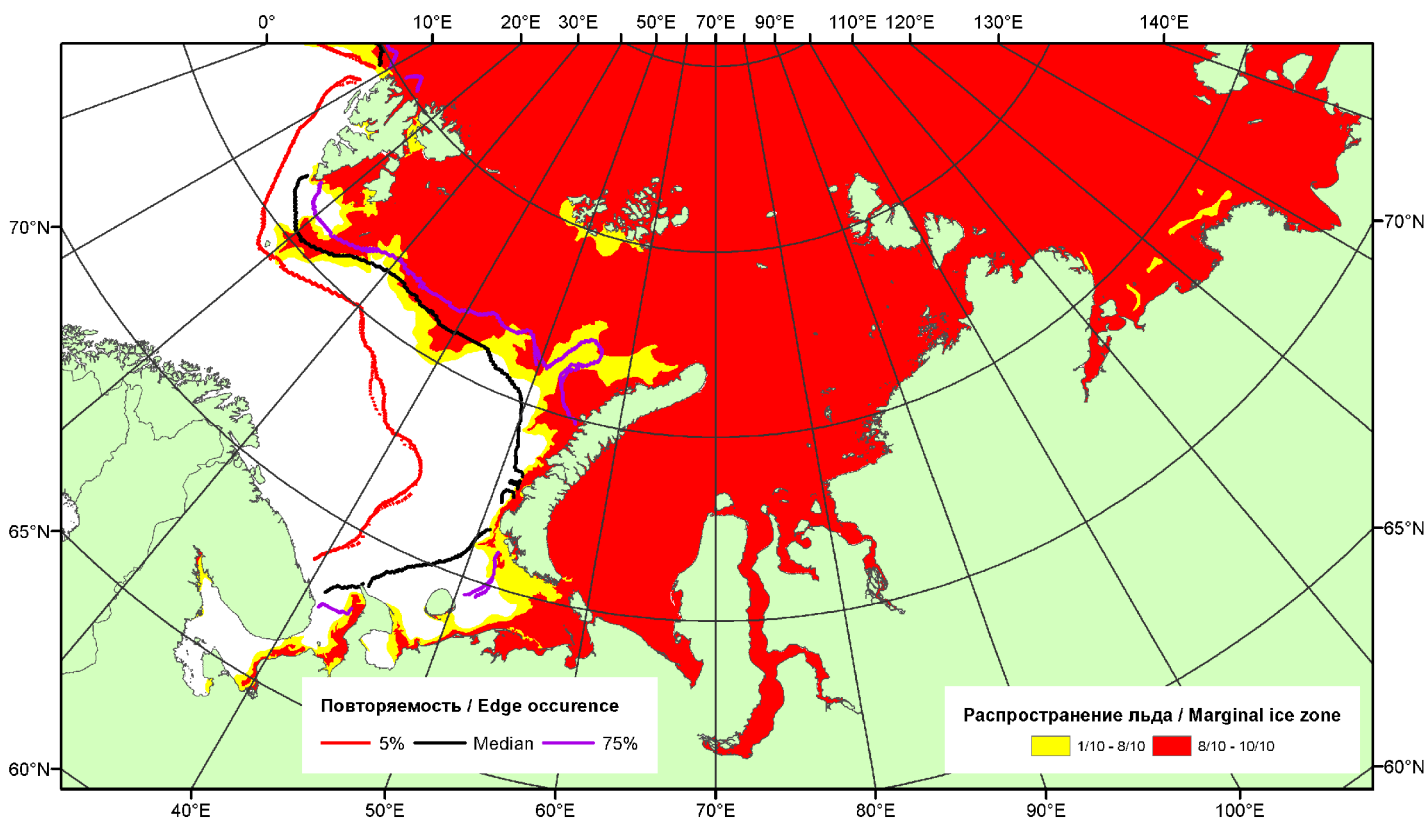 0° 10°E 20°E 30°E 50°E 70°E 90°E 110°E 120°E 130°E 140°E
70°N 70°N
65°N 65°N
60°N 60°N
Повторяемость / Edge occurence
5% Median 75%
Распространение льда / Marginal ice zone
1/10 - 8/10 8/10 - 10/10
40°E 50°E 60°E 70°E 80°E 90°E 100°E